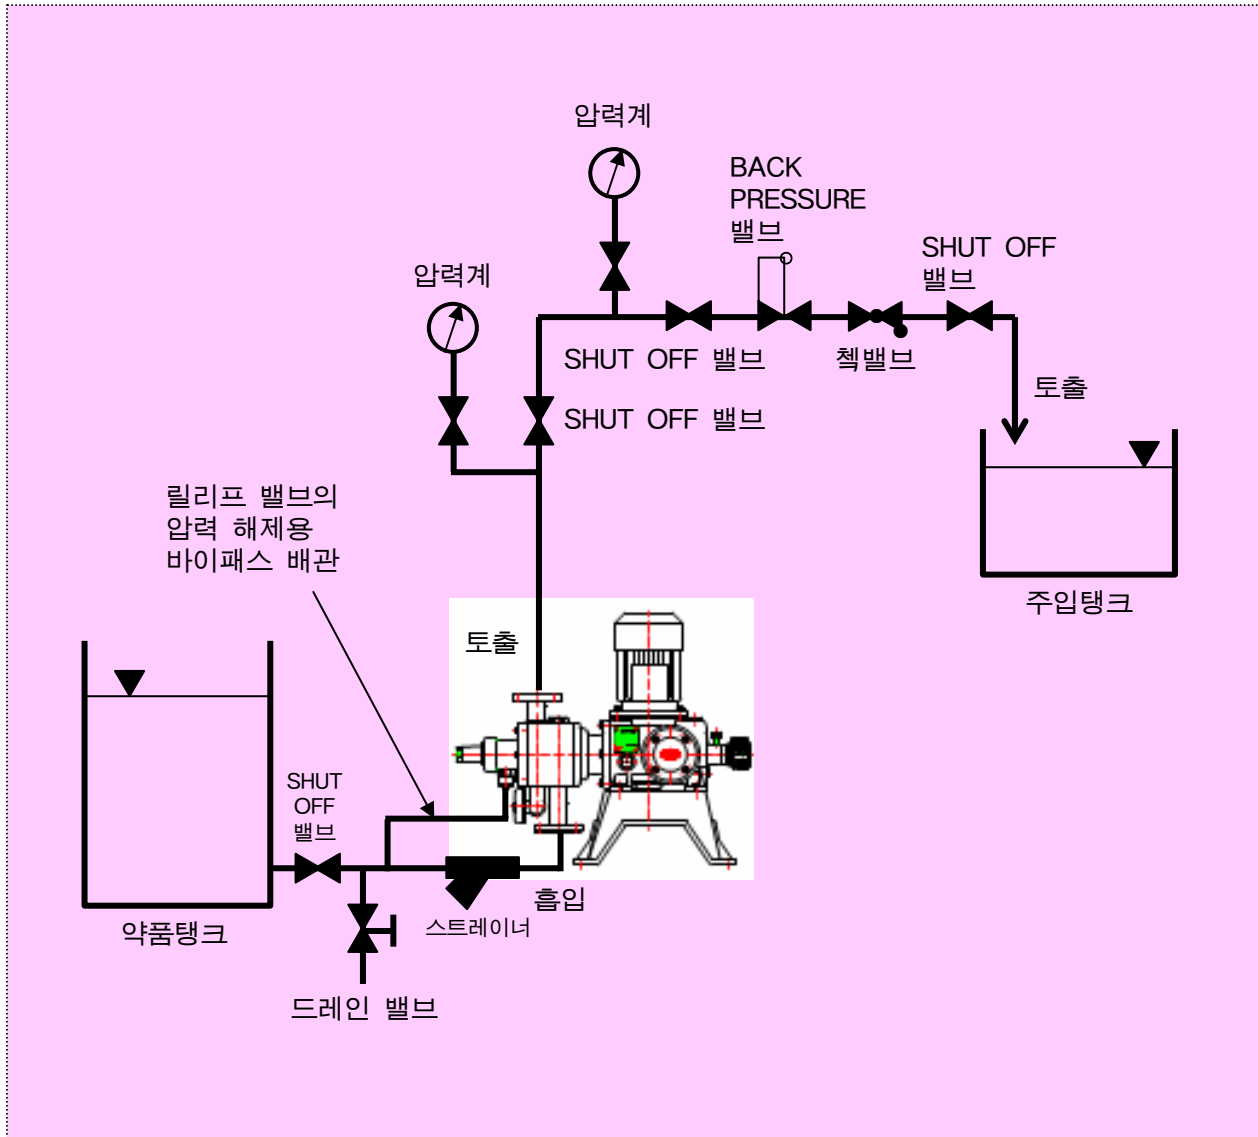 압력계
BACK
PRESSURE
밸브
SHUT OFF
밸브
압력계
SHUT OFF 밸브
첵밸브
토출
SHUT OFF 밸브
릴리프 밸브의
압력 해제용
바이패스 배관
주입탱크
토출
SHUT
OFF
밸브
흡입
스트레이너
약품탱크
드레인 밸브